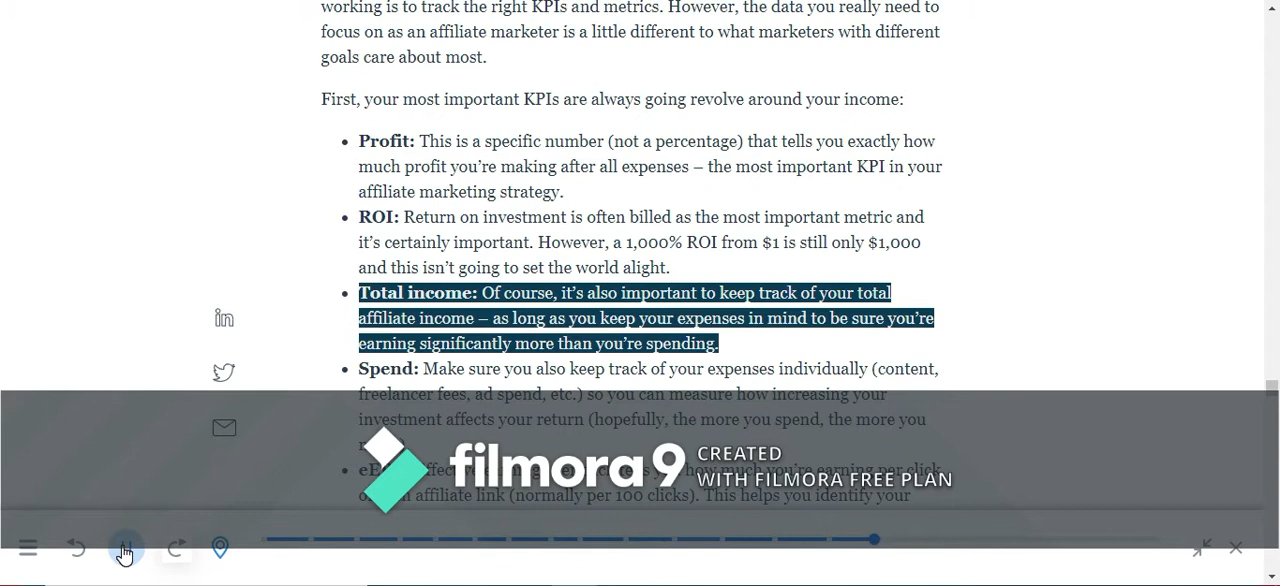 working is to track the right KPIs and metrics. However, the data you really need to
focus on as an affiliate marketer is a little different to what marketers with different
goals care about most.
First, your most important KPIs are always going revolve around your income:
Profit: This is a specific number (not a percentage) that tells you exactly how
much profit you’re making after all expenses – the most important KPI in your
affiliate marketing strategy.
ROI: Return on investment is often billed as the most important metric and
it’s certainly important. However, a 1,000% ROI from $1 is still only $1,000
and this isn’t going to set the world alight.
Total income: Of course, it’s also important to keep track of your total
affiliate income – as long as you keep your expenses in mind to be sure you’re
earning significantly more than you’re spending.
Spend: Make sure you also keep track of your expenses individually (content,
freelancer fees, ad spend, etc.) so you can measure how increasing your
investment affects your return (hopefully, the more you spend, the more you
how much you’re earning per click
affiliate link (normally per 100 clicks). This helps you identify your
filmora9 CREATED
WITH FILMORA FREE PLAN
in